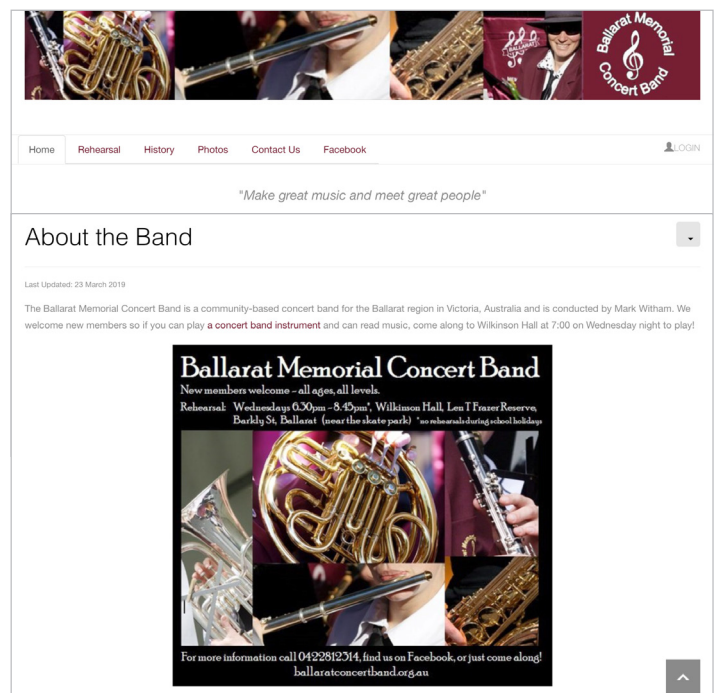 BALLARAT
Ballarat Memorial
Concert Band
Home Rehearsal History Photos Contact Us Facebook LOGIN
"Make great music and meet great people"
About the Band
Last Updated: 23 March 2019
The Ballarat Memorial Concert Band is a community-based concert band for the Ballarat region in Victoria, Australia and is conducted by Mark Witham. We
welcome new members so if you can play a concert band instrument and can read music, come along to Wilkinson Hall at 7:00 on Wednesday night to play!
Ballarat Memorial Concert Band
New members welcome – all ages, all levels.
Rehearsal: Wednesdays 6.30pm – 8.45pm*, Wilkinson Hall, Len T Frazer Reserve,
Barkly St, Ballarat (near the skate park) *no rehearsals during school holidays
For more information call 0422812314, find us on Facebook, or just come along!
ballaratconcertband.org.au